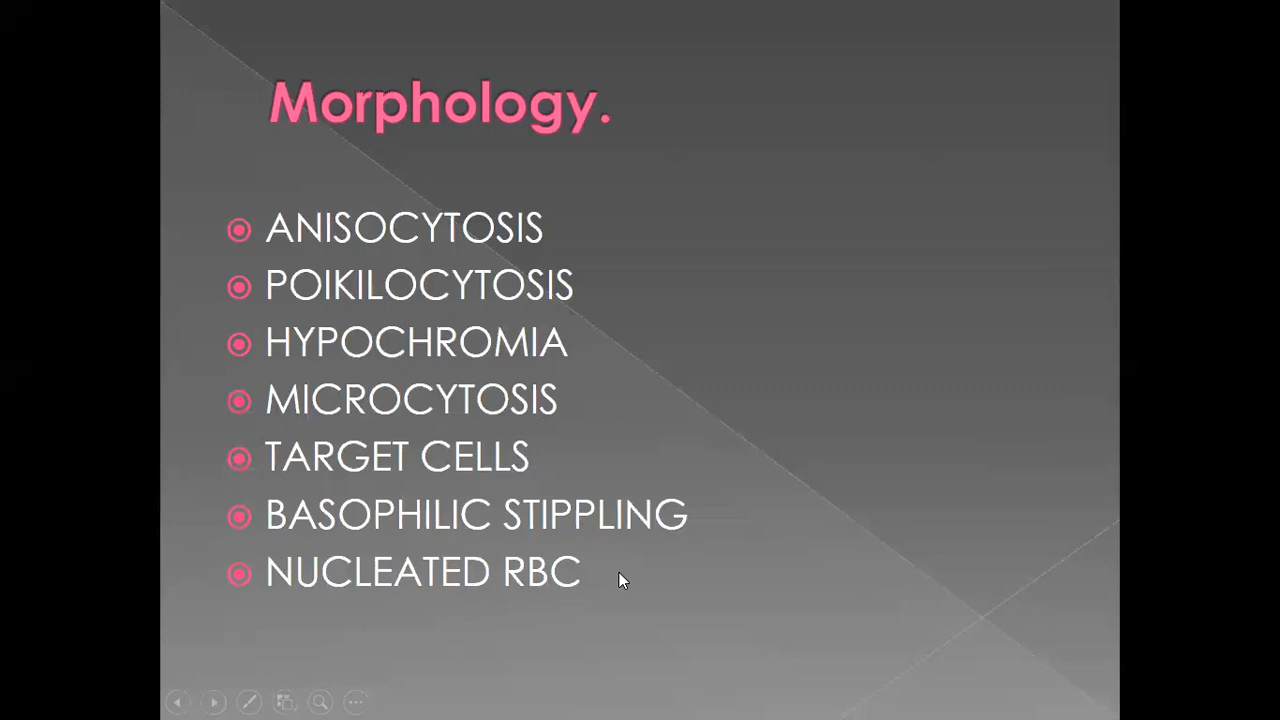 Morphology.
ANISOCYTOSIS
POIKILOCYTOSIS
HYPOCHROMIA
MICROCYTOSIS
TARGET CELLS
BASOPHILIC STIPPLING
NUCLEATED RBC